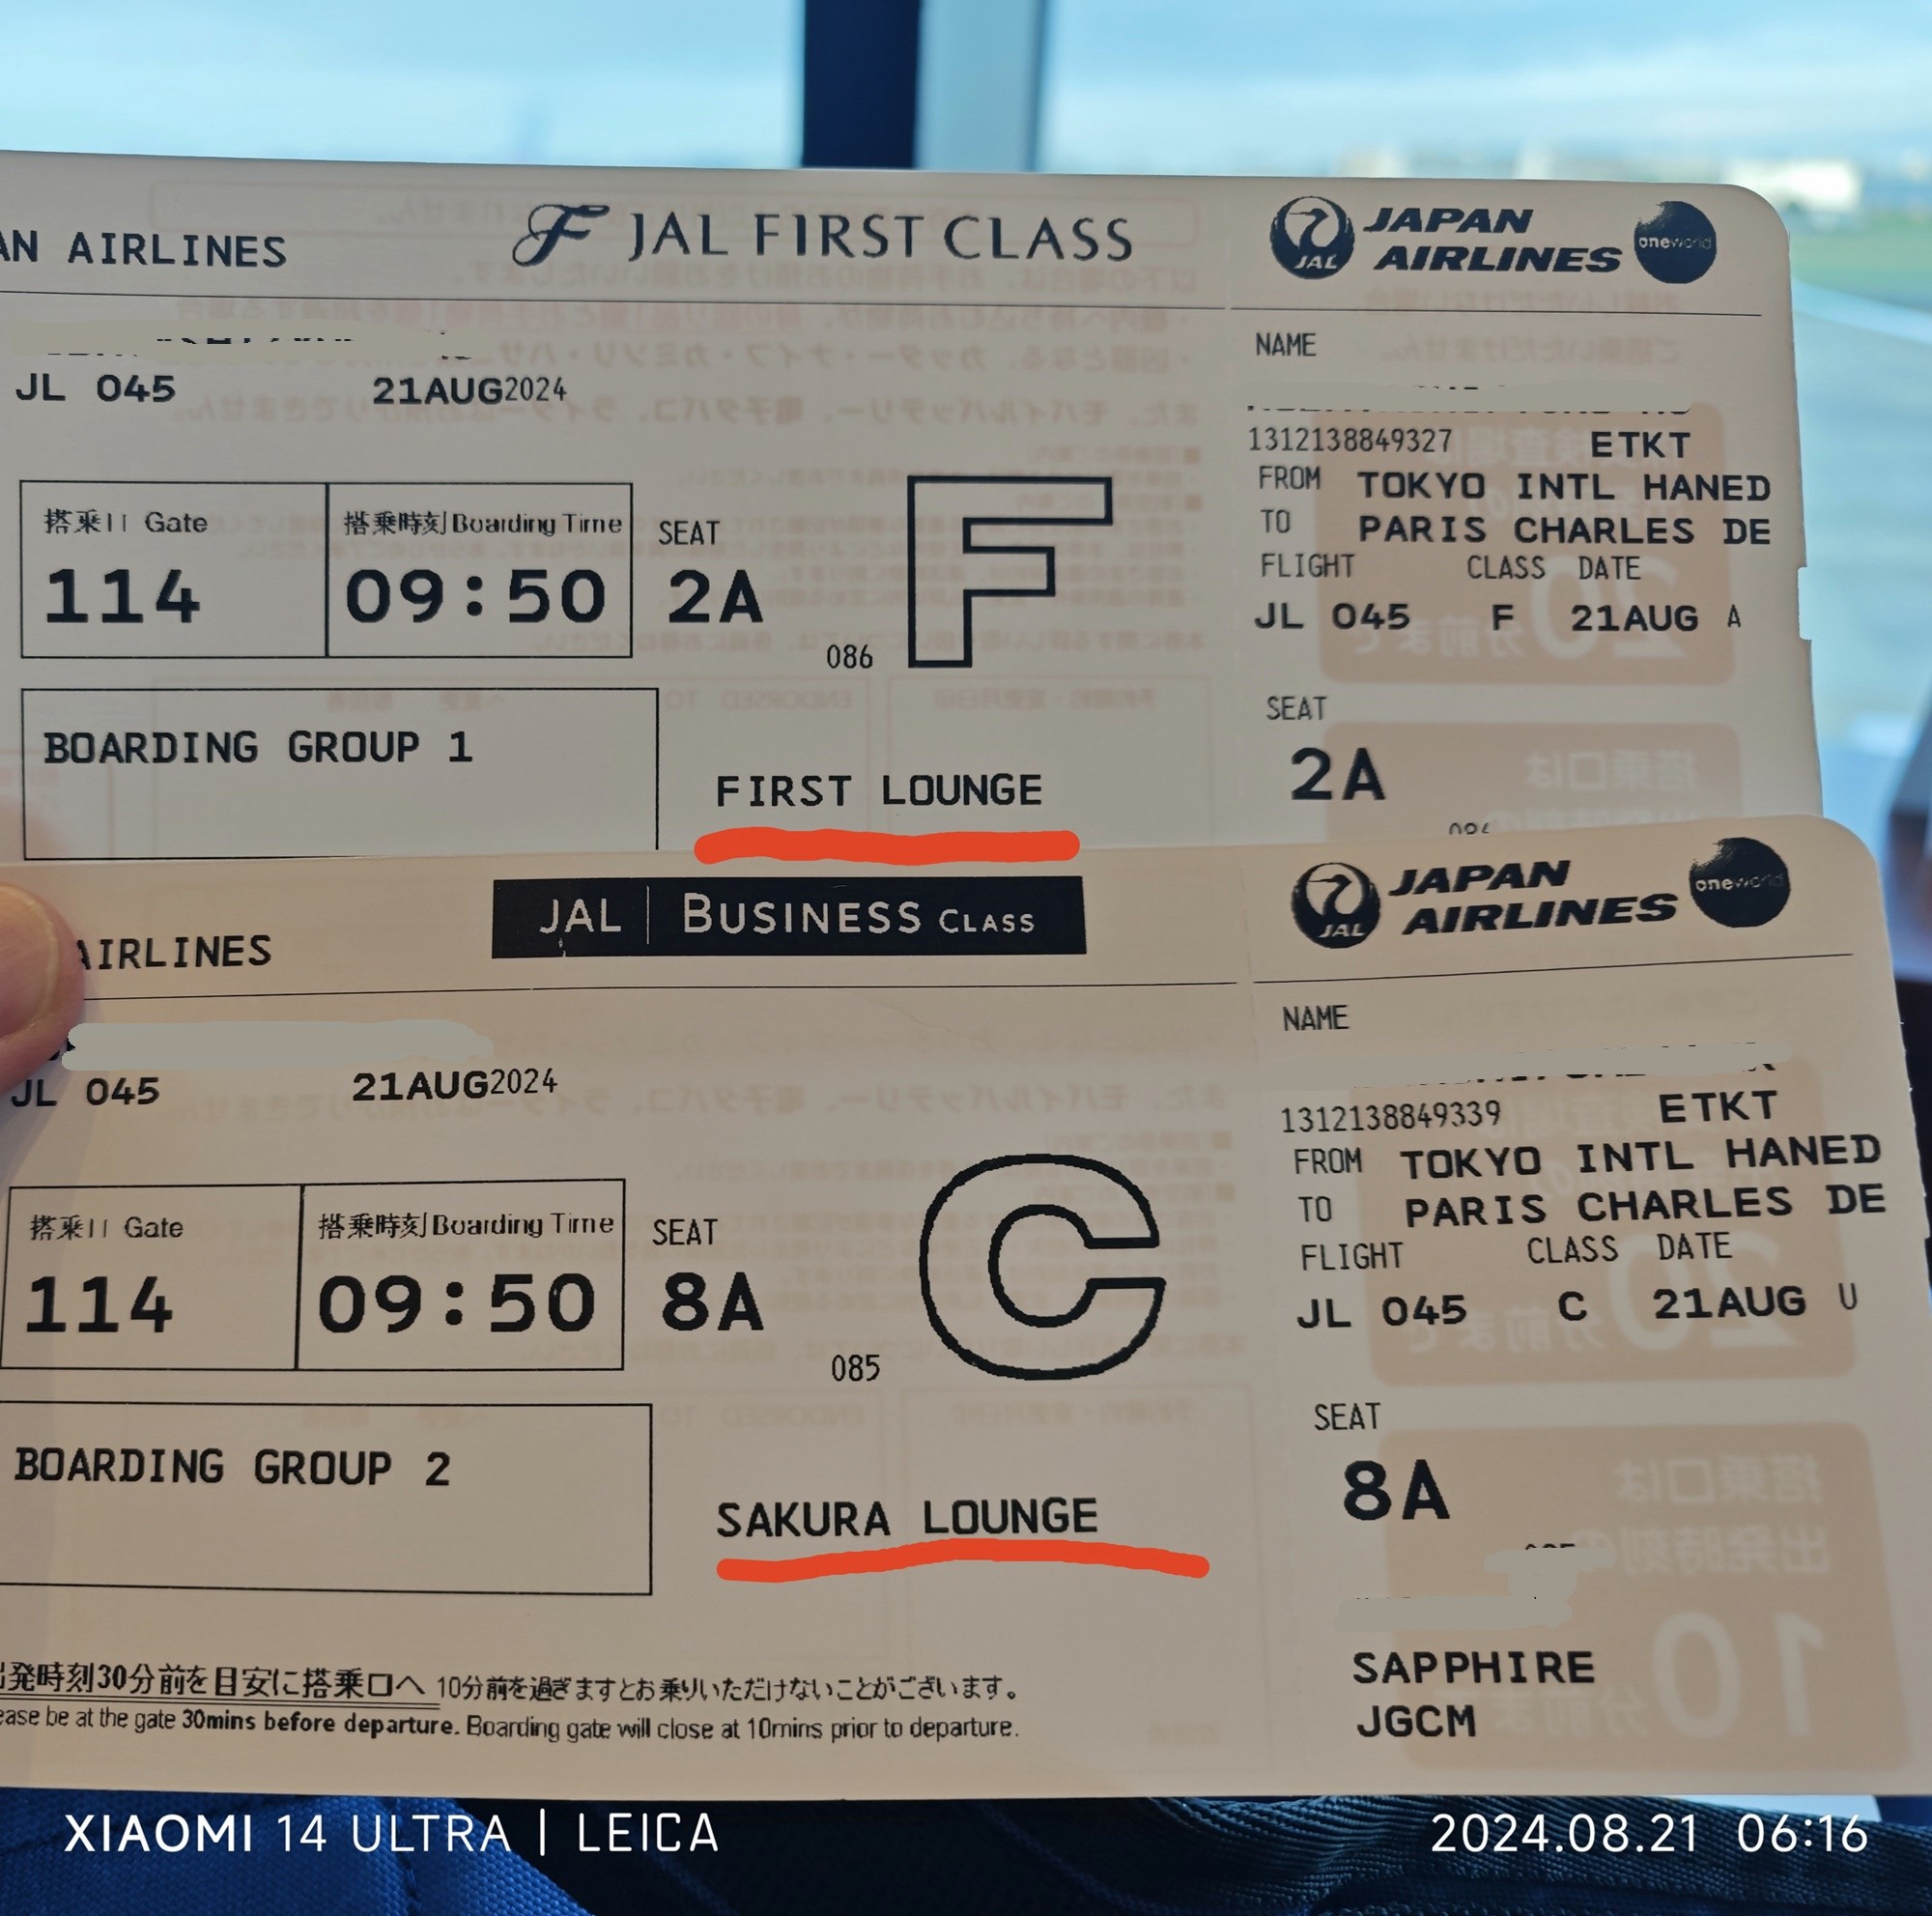 AN AIRLINES
JAL FIRST CLASS
JAL
JAPAN
AIRLINES
oneworld
JL 045 21AUG2024
NAME
1312138849327 ETKT
FROM TOKYO INTL HANED
TO PARIS CHARLES DE
FLIGHT CLASS DATE
JL 045 F 21AUG A
搭乗口 Gate
搭乗時刻 Boarding Time
SEAT
114
09:50
2A
086
F
SEAT
2A
BOARDING GROUP 1
FIRST LOUNGE
AIRLINES
JAL BUSINESS CLASS
JAL
JAPAN
AIRLINES
oneworld
JL 045 21AUG2024
NAME
1312138849339 ETKT
FROM TOKYO INTL HANED
TO PARIS CHARLES DE
FLIGHT CLASS DATE
JL 045 C 21AUG U
搭乗口 Gate
搭乗時刻 Boarding Time
SEAT
114
09:50
8A
085
C
SEAT
8A
BOARDING GROUP 2
SAKURA LOUNGE
SAPPHIRE
JGCM
発時刻30分前を目安に搭乗口へ 10分前を過ぎますとお乗りいただけないことがございます。
ease be at the gate 30mins before departure. Boarding gate will close at 10mins prior to departure.
XIAOMI 14 ULTRA | LEICA
2024.08.21 06:16